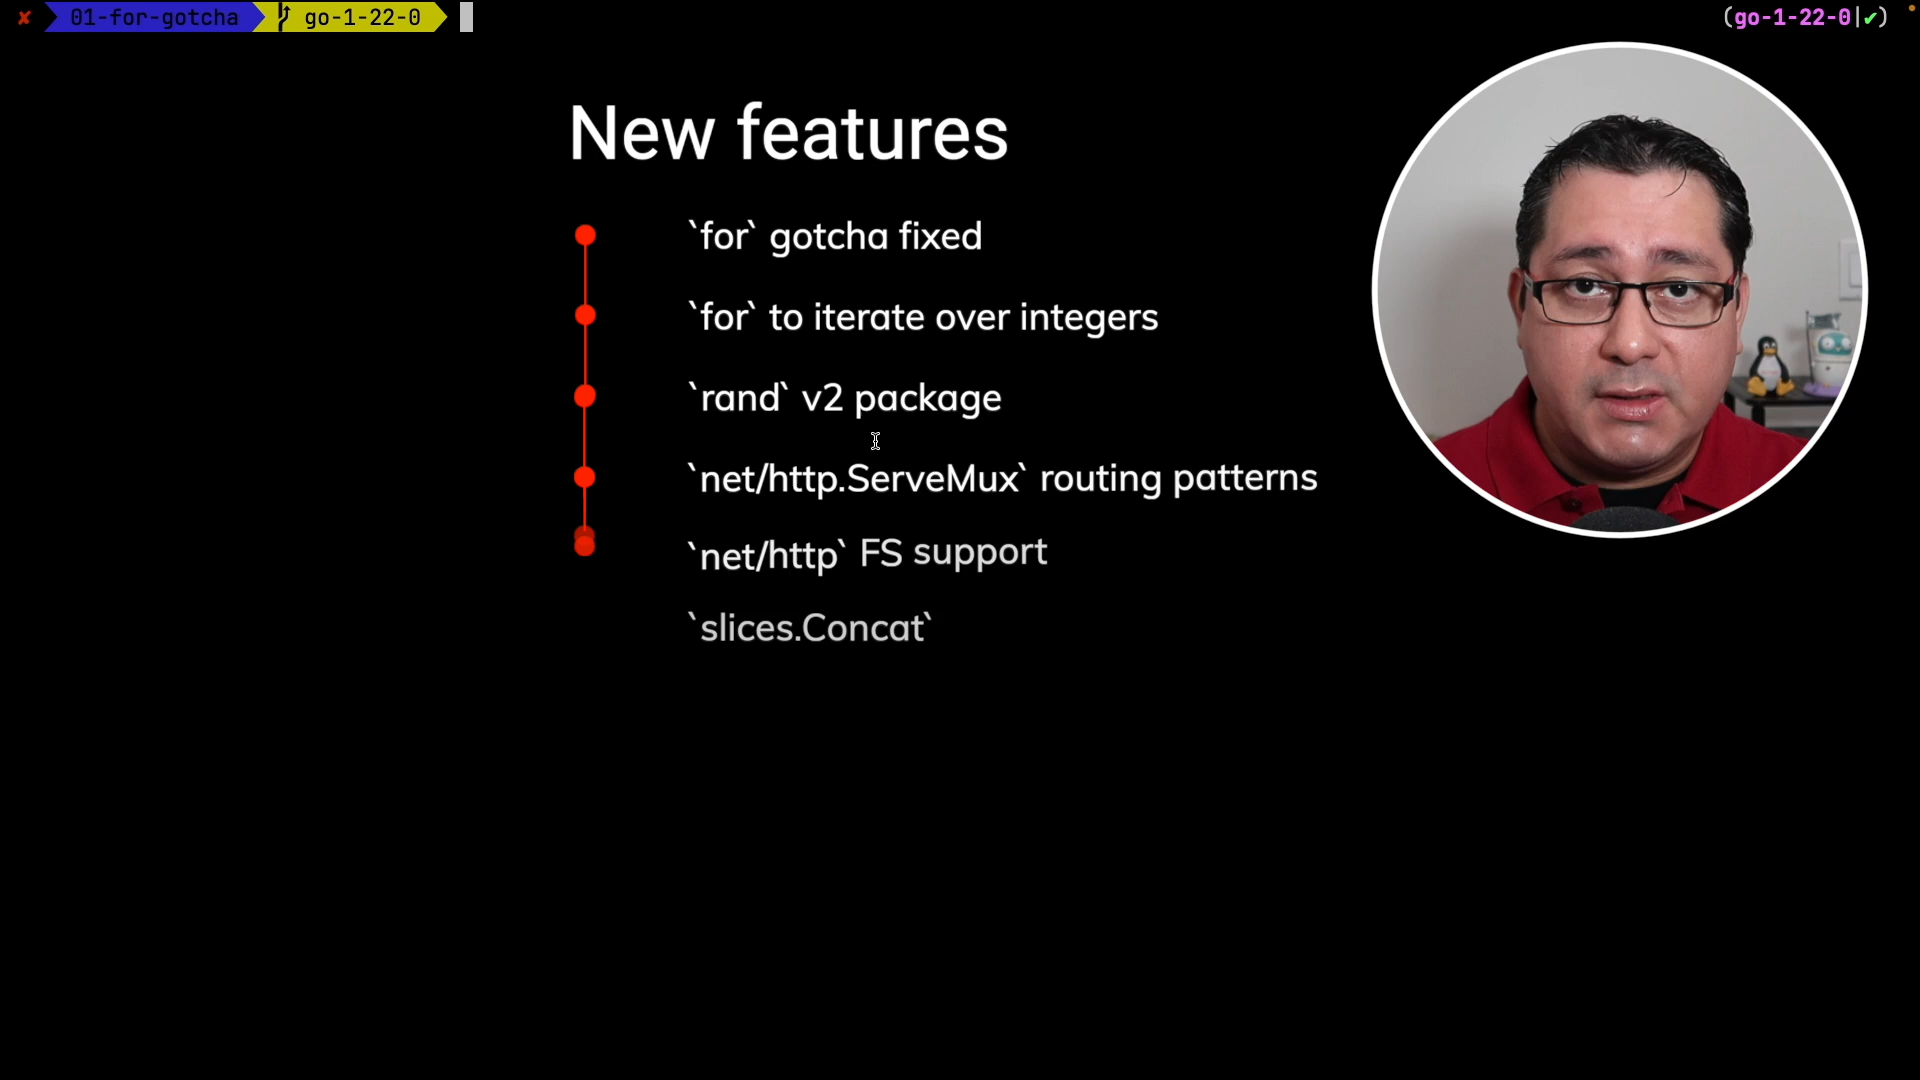 ✘ 01-for-gotcha go-1-22-0 (go-1-22-0|✔)
New features
`for` gotcha fixed
`for` to iterate over integers
`rand` v2 package
`net/http.ServeMux` routing patterns
`net/http` FS support
`slices.Concat`